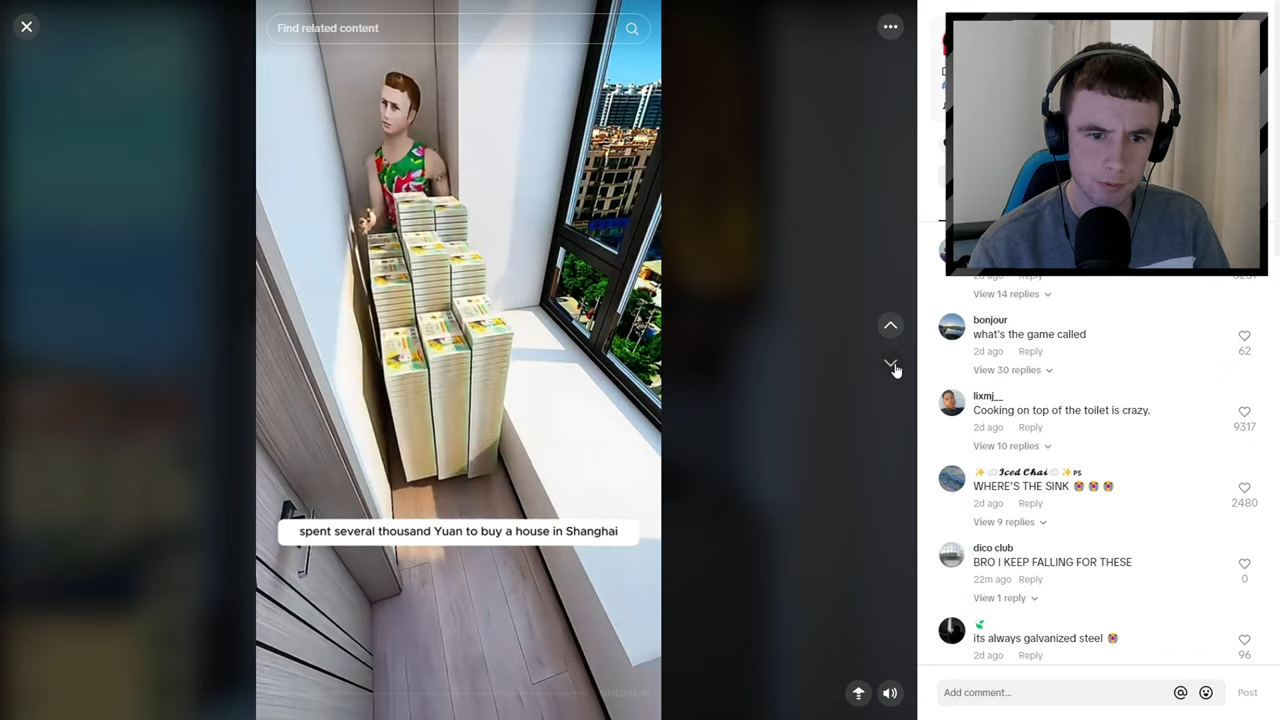 Find related content
spent several thousand Yuan to buy a house in Shanghai
View 14 replies
bonjour
what's the game called
2d ago Reply
62
View 30 replies
lixmj__
Cooking on top of the toilet is crazy.
2d ago Reply
9317
View 10 replies
✨☁️𝓘𝓬𝓮𝓭 𝓒𝓱𝓪𝓲☁️✨ᴘꜱ
WHERE'S THE SINK
2d ago Reply
2480
View 9 replies
dico club
BRO I KEEP FALLING FOR THESE
22m ago Reply
0
View 1 reply
its always galvanized steel
2d ago Reply
96
Add comment...
Post